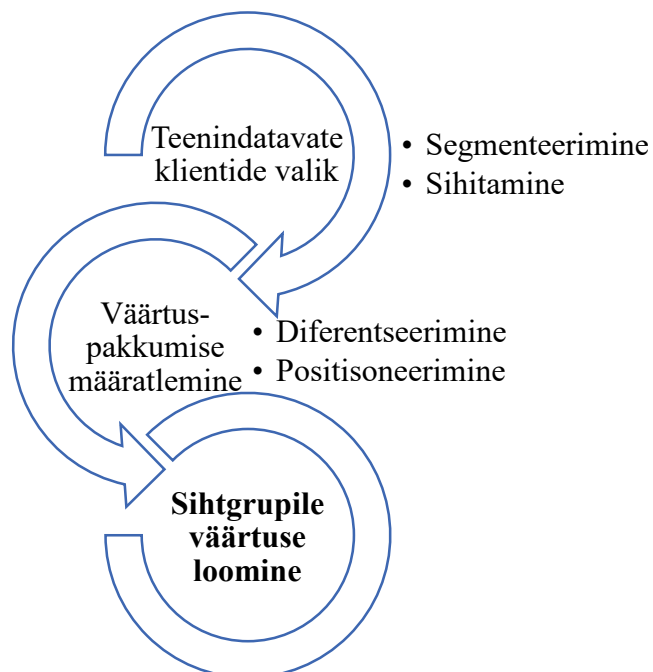 Teenindatavate
klientide valik
• Segmenteerimine
• Sihitamine
Väärtus-
pakkumise
määratlemine
• Diferentseerimine
• Positisoneerimine
Sihtgrupile
väärtuse
loomine